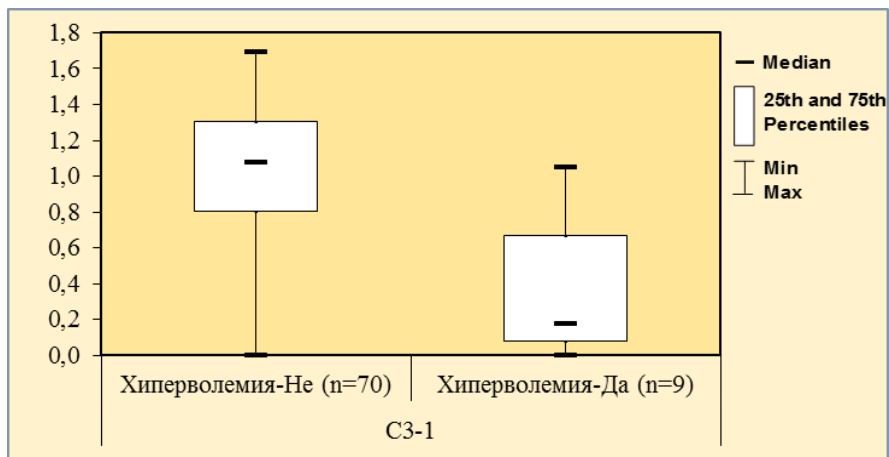 1,8
1,6
1,4
1,2
1,0
0,8
0,6
0,4
0,2
0,0
Хиперволемия-Не (n=70)
Хиперволемия-Да (n=9)
С3-1
Median
25th and 75th
Percentiles
Min
Max